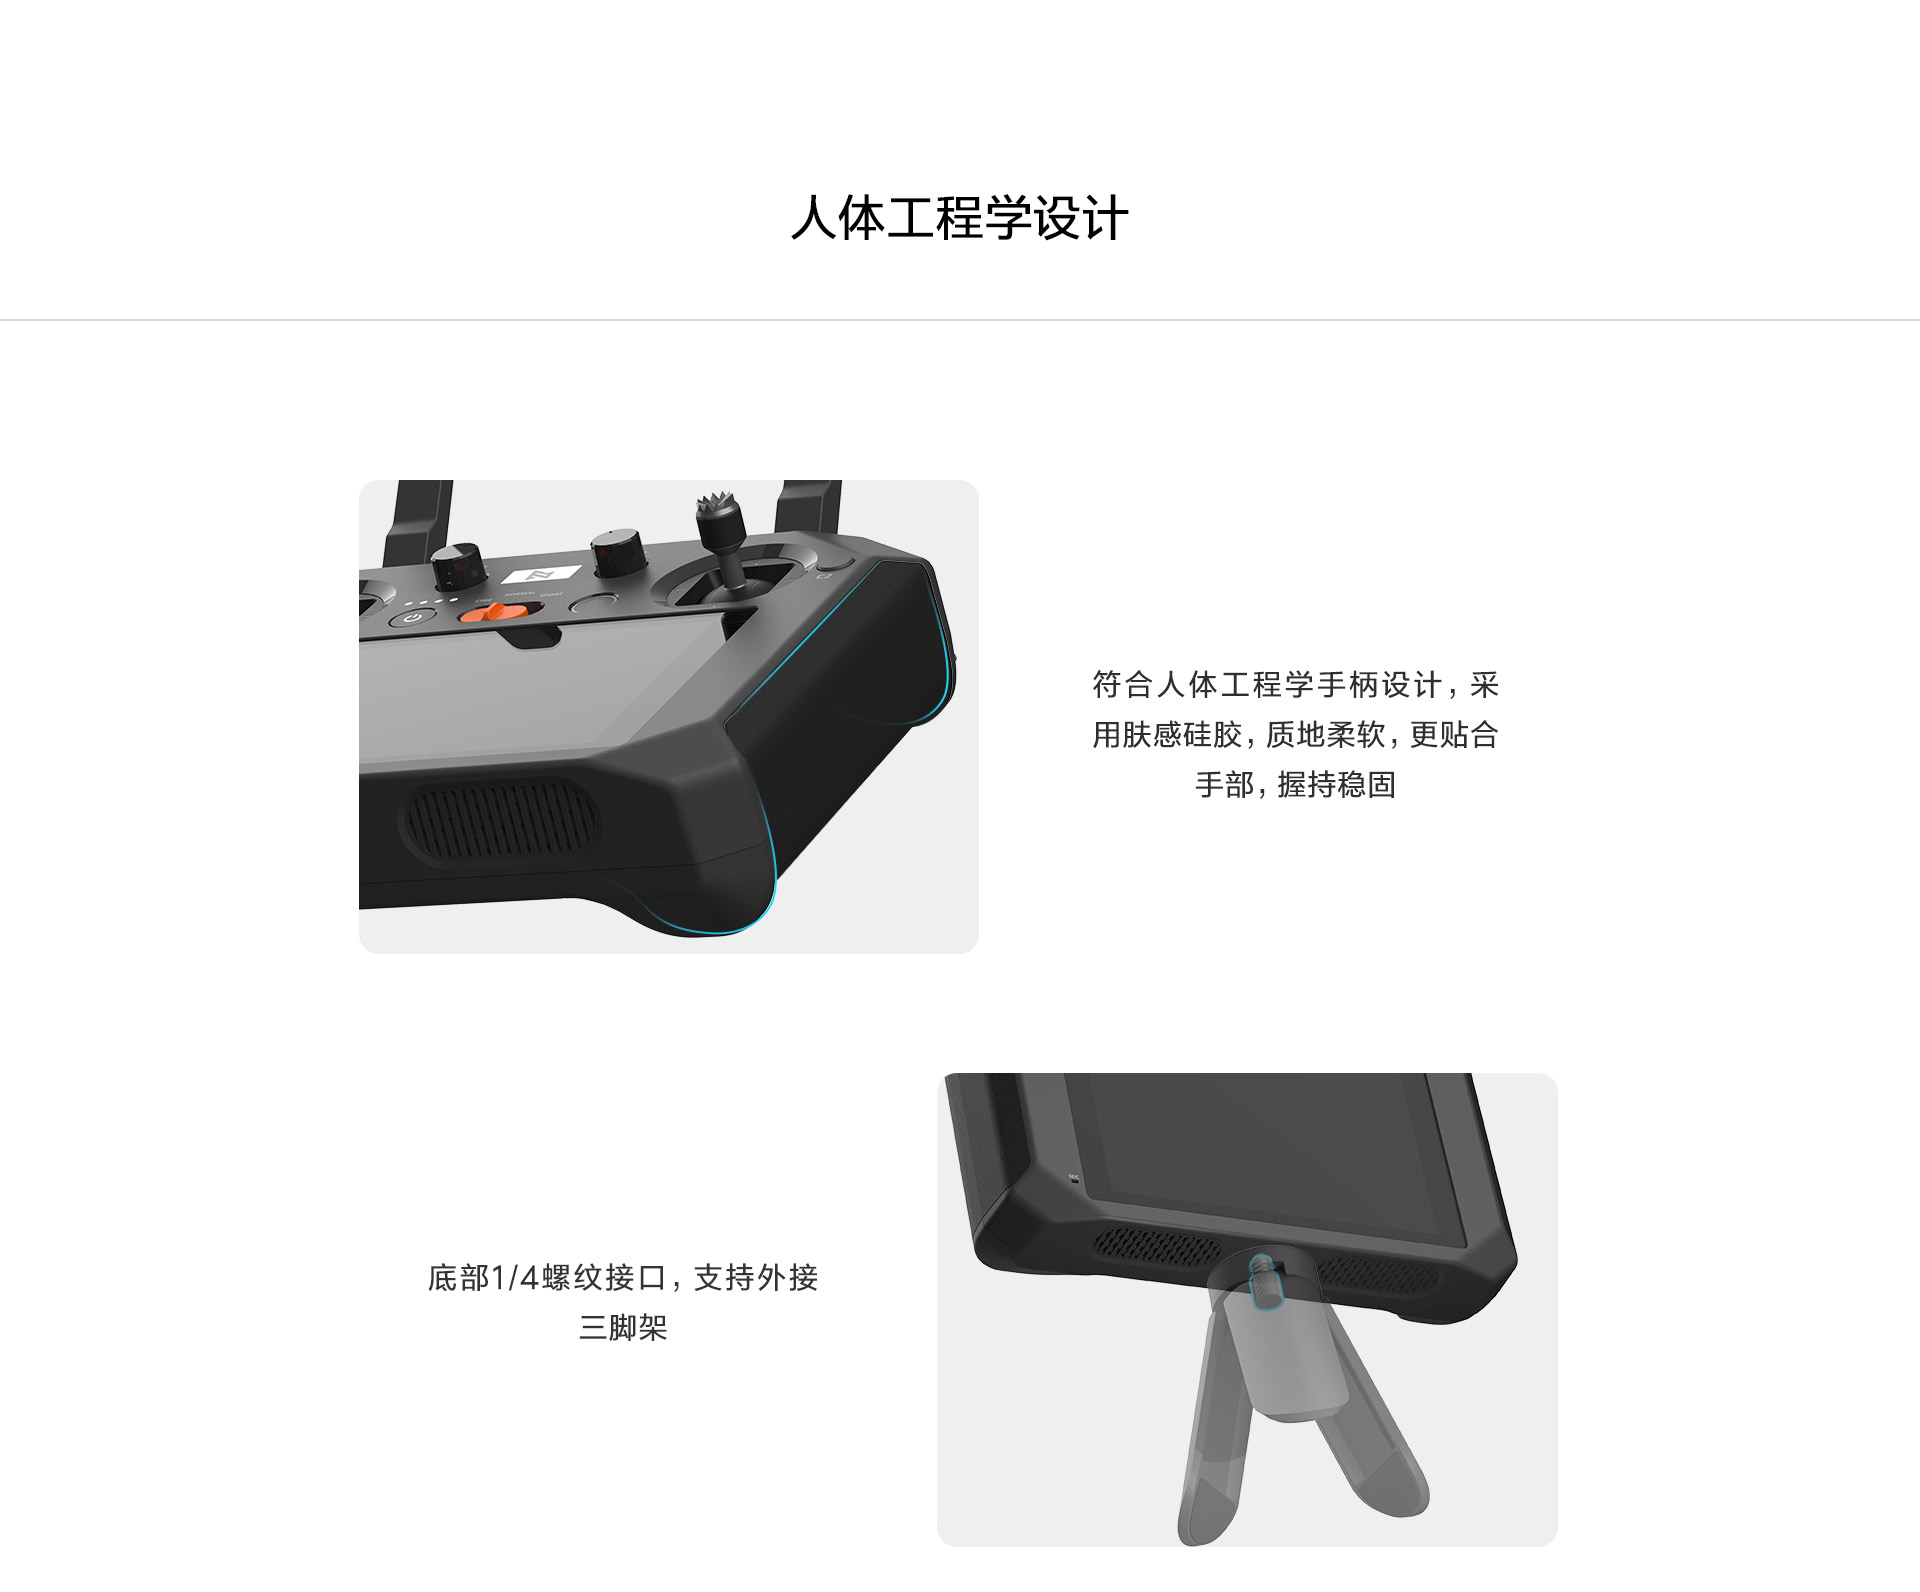 人体工程学设计
NORMAL SPORT
符合人体工程学手柄设计，采
用肤感硅胶，质地柔软，更贴合
手部，握持稳固
底部1/4螺纹接口，支持外接
三脚架